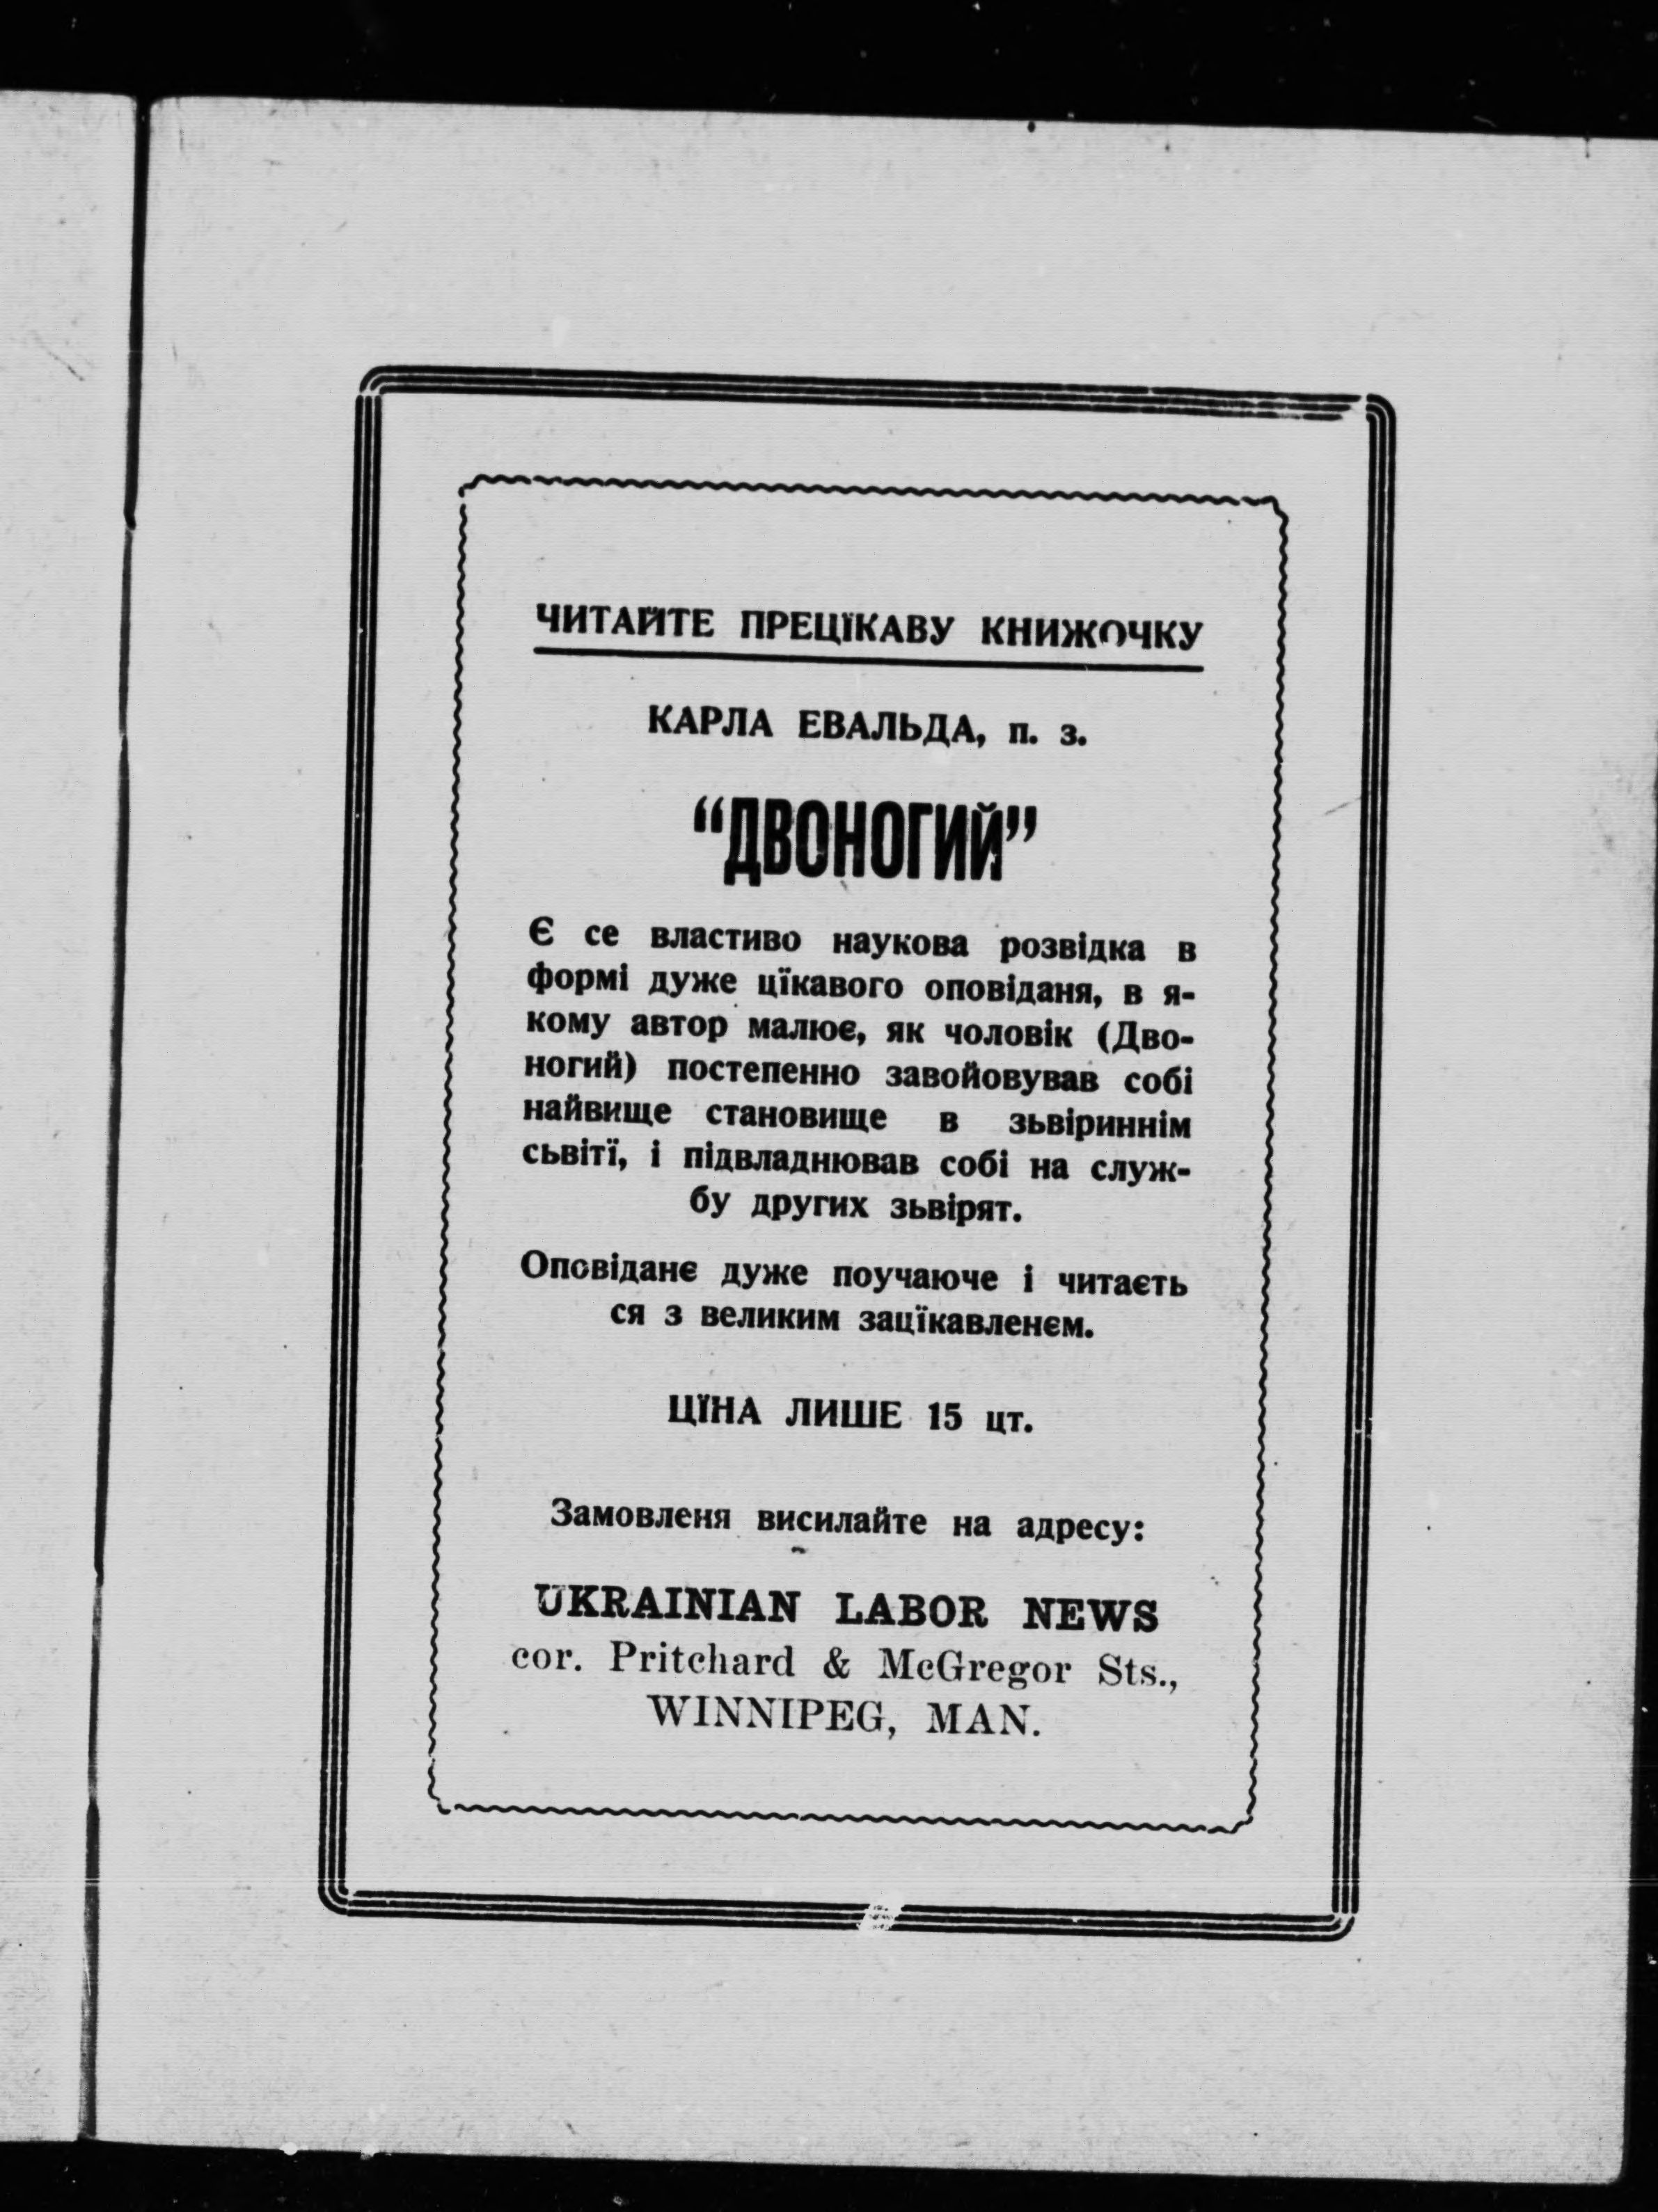 ЧИТАЙТЕ ПРЕЦЇКАВУ КНИЖОЧКУ
КАРЛА ЕВАЛЬДА, п. з.
“ДВОНОГИЙ”
Є се властиво наукова розвідка в
формі дуже цїкавого оповіданя, в я-
кому автор малює, як чоловік (Дво-
ногий) постепенно завойовував собі
найвище становище в зьвіриннім
сьвітї, і підвладнював собі на служ-
бу других зьвірят.
Оповіданє дуже поучаюче і читаєть
ся з великим зацїкавленєм.
ЦЇНА ЛИШЕ 15 цт.
Замовленя висилайте на адресу:
UKRAINIAN LABOR NEWS
cor. Pritchard & McGregor Sts.,
WINNIPEG, MAN.